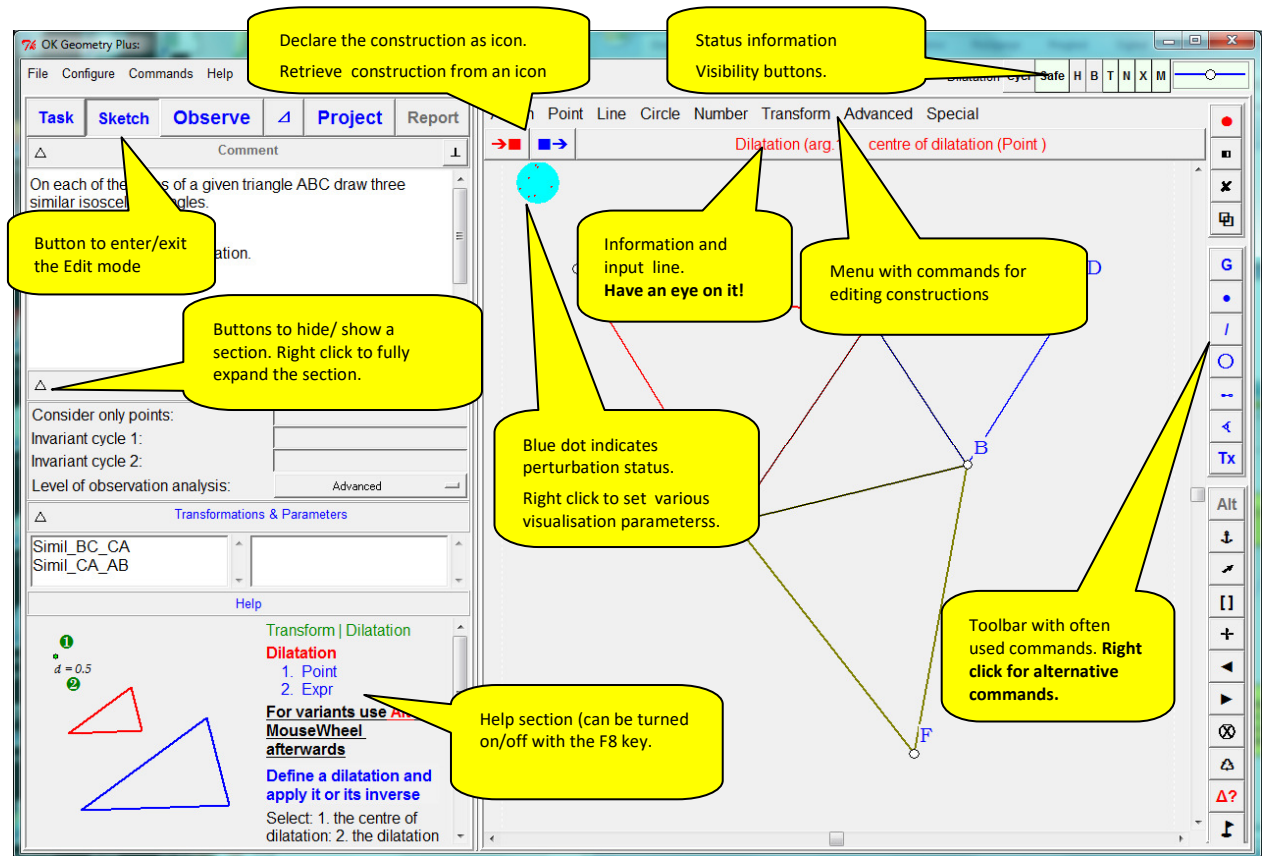 OK Geometry Plus:
Declare the construction as icon.
Retrieve construction from an icon
Status information
Visibility buttons.
File Configure Commands Help
Safe H B T N X M
Task Sketch Observe Project Report
Point Line Circle Number Transform Advanced Special
Comment
Dilatation (arg. centre of dilatation (Point )
On each of the s of a given triangle ABC draw three
similar isoscel gles.
ation.
Button to enter/exit
the Edit mode
Information and
input line.
Have an eye on it!
Menu with commands for
editing constructions
D
Buttons to hide/ show a
section. Right click to fully
expand the section.
Consider only points:
Invariant cycle 1:
Invariant cycle 2:
Level of observation analysis: Advanced
Blue dot indicates
perturbation status.
Right click to set various
visualisation parameterss.
B
G
Tx
Alt
[ ]
Δ?
Transformations & Parameters
Simil_BC_CA
Simil_CA_AB
Toolbar with often
used commands. Right
click for alternative
commands.
Help
1
d = 0.5
2
Transform | Dilatation
Dilatation
1. Point
2. Expr
For variants use
MouseWheel
afterwards
Define a dilatation and
apply it or its inverse
Select: 1. the centre of
dilatation: 2. the dilatation
Help section (can be turned
on/off with the F8 key.
F